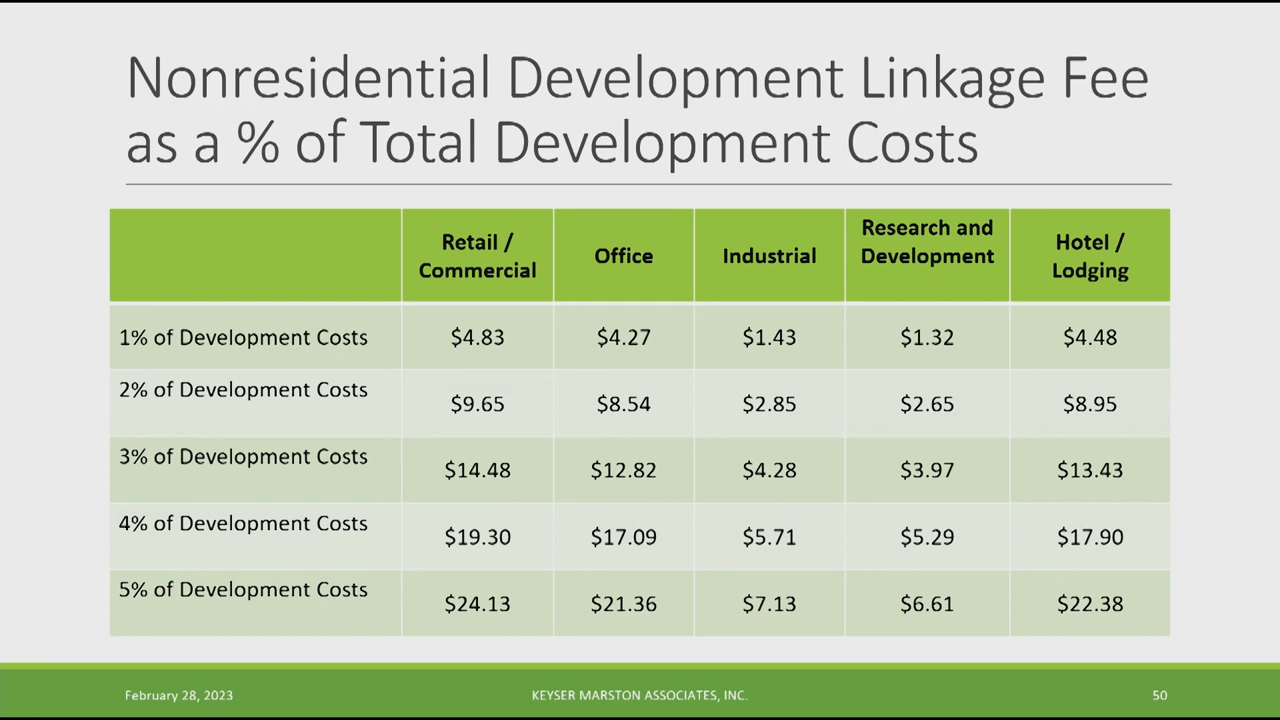 Nonresidential Development Linkage Fee
as a % of Total Development Costs
Retail / Commercial Office Industrial Research and Development Hotel / Lodging
1% of Development Costs $4.83 $4.27 $1.43 $1.32 $4.48
2% of Development Costs $9.65 $8.54 $2.85 $2.65 $8.95
3% of Development Costs $14.48 $12.82 $4.28 $3.97 $13.43
4% of Development Costs $19.30 $17.09 $5.71 $5.29 $17.90
5% of Development Costs $24.13 $21.36 $7.13 $6.61 $22.38
February 28, 2023 KEYSER MARSTON ASSOCIATES, INC. 50